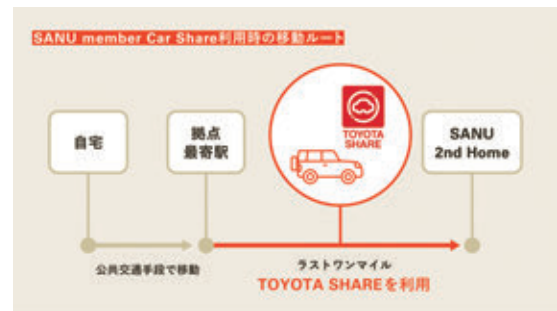 SANU member Car Share利用時の移動ルート
自宅
拠点
最寄駅
TOYOTA
SHARE
SANU
2nd Home
公共交通手段で移動
ラストワンマイル
TOYOTA SHAREを利用